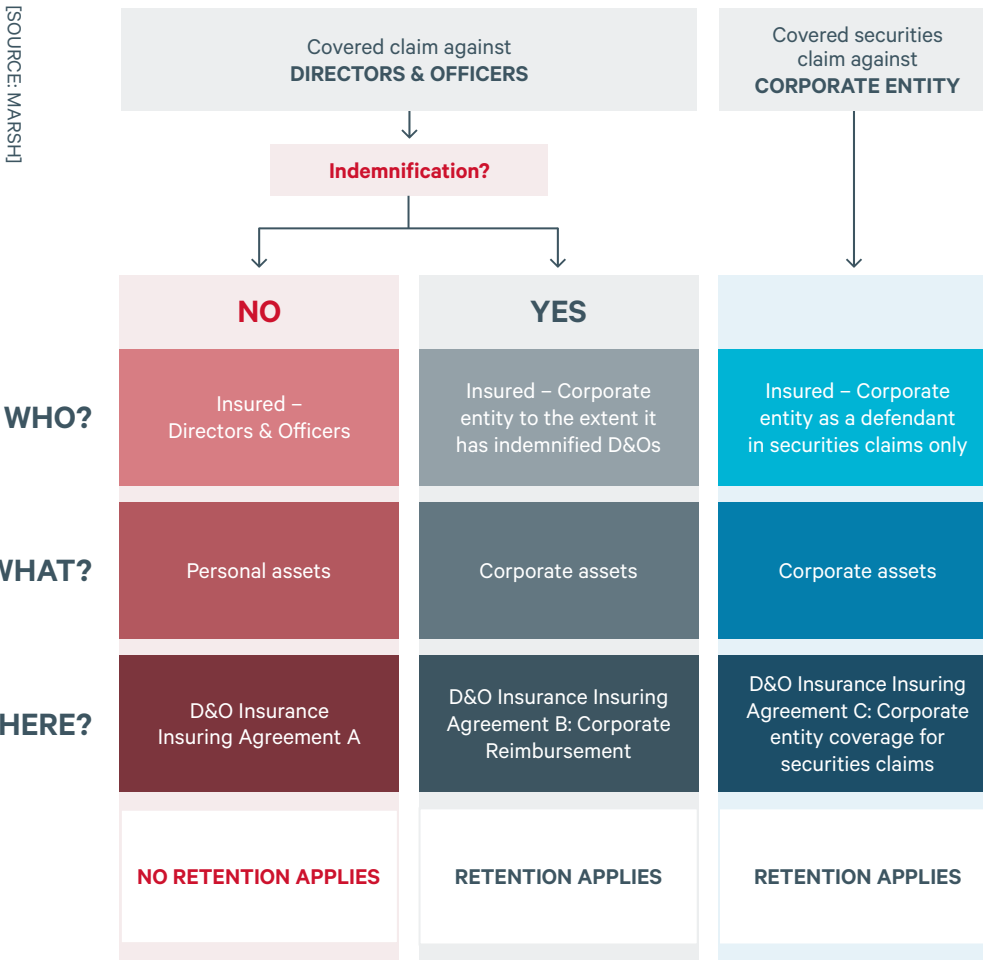 [SOURCE: MARSH]
Covered claim against
DIRECTORS & OFFICERS
Covered securities
claim against
CORPORATE ENTITY
Indemnification?
NO
YES
WHO?
Insured –
Directors & Officers
Insured – Corporate
entity to the extent it
has indemnified D&Os
Insured – Corporate
entity as a defendant
in securities claims only
WHAT?
Personal assets
Corporate assets
Corporate assets
HERE?
D&O Insurance
Insuring Agreement A
D&O Insurance Insuring
Agreement B: Corporate
Reimbursement
D&O Insurance Insuring
Agreement C: Corporate
entity coverage for
securities claims
NO RETENTION APPLIES
RETENTION APPLIES
RETENTION APPLIES